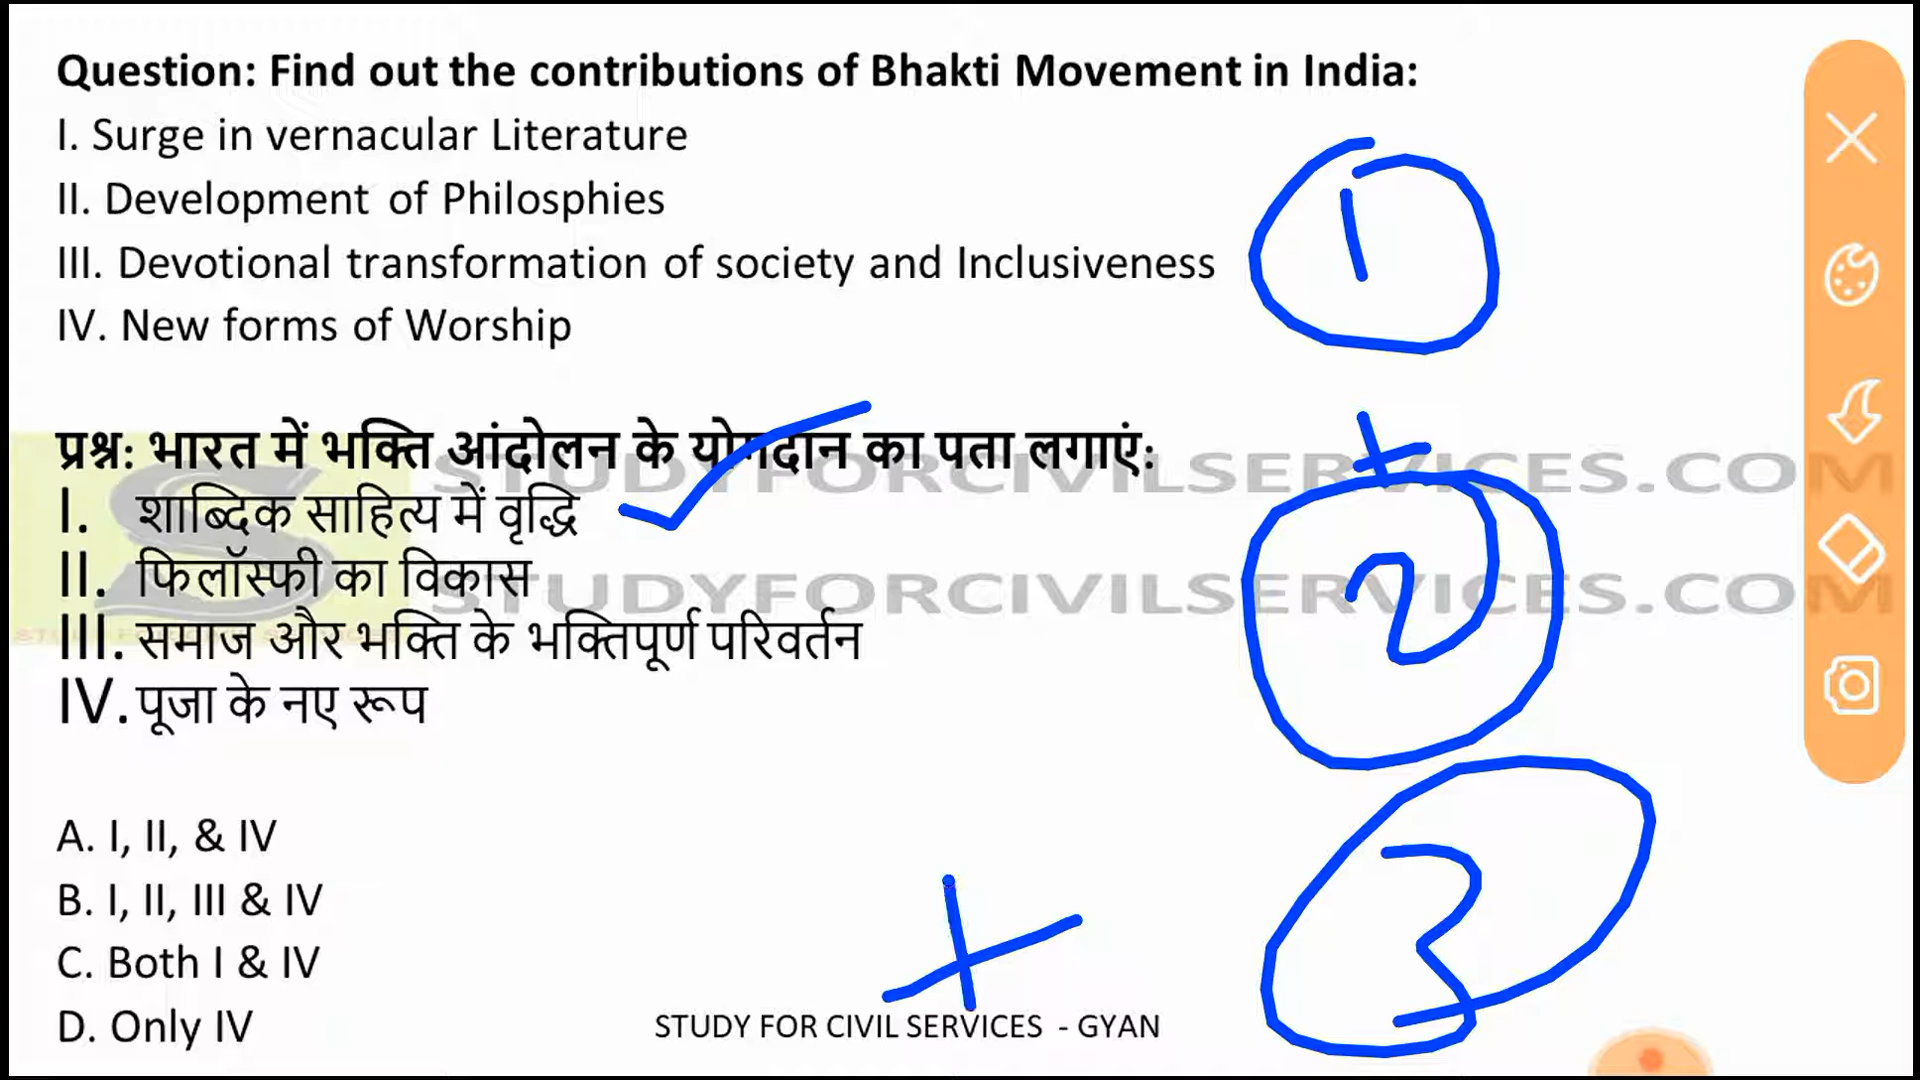 Question: Find out the contributions of Bhakti Movement in India:
I. Surge in vernacular Literature
II. Development of Philosphies
III. Devotional transformation of society and Inclusiveness
IV. New forms of Worship
1
+
2
+
3
प्रश्न: भारत में भक्ति आंदोलन के योगदान का पता लगाएं:
I. शाब्दिक साहित्य में वृद्धि
II. फिलॉस्फी का विकास
III. समाज और भक्ति के भक्तिपूर्ण परिवर्तन
IV. पूजा के नए रूप
STUDYFORCIVILSERVICES.COM
STUDYFORCIVILSERVICES.COM
A. I, II, & IV
B. I, II, III & IV
C. Both I & IV
D. Only IV
STUDY FOR CIVIL SERVICES - GYAN